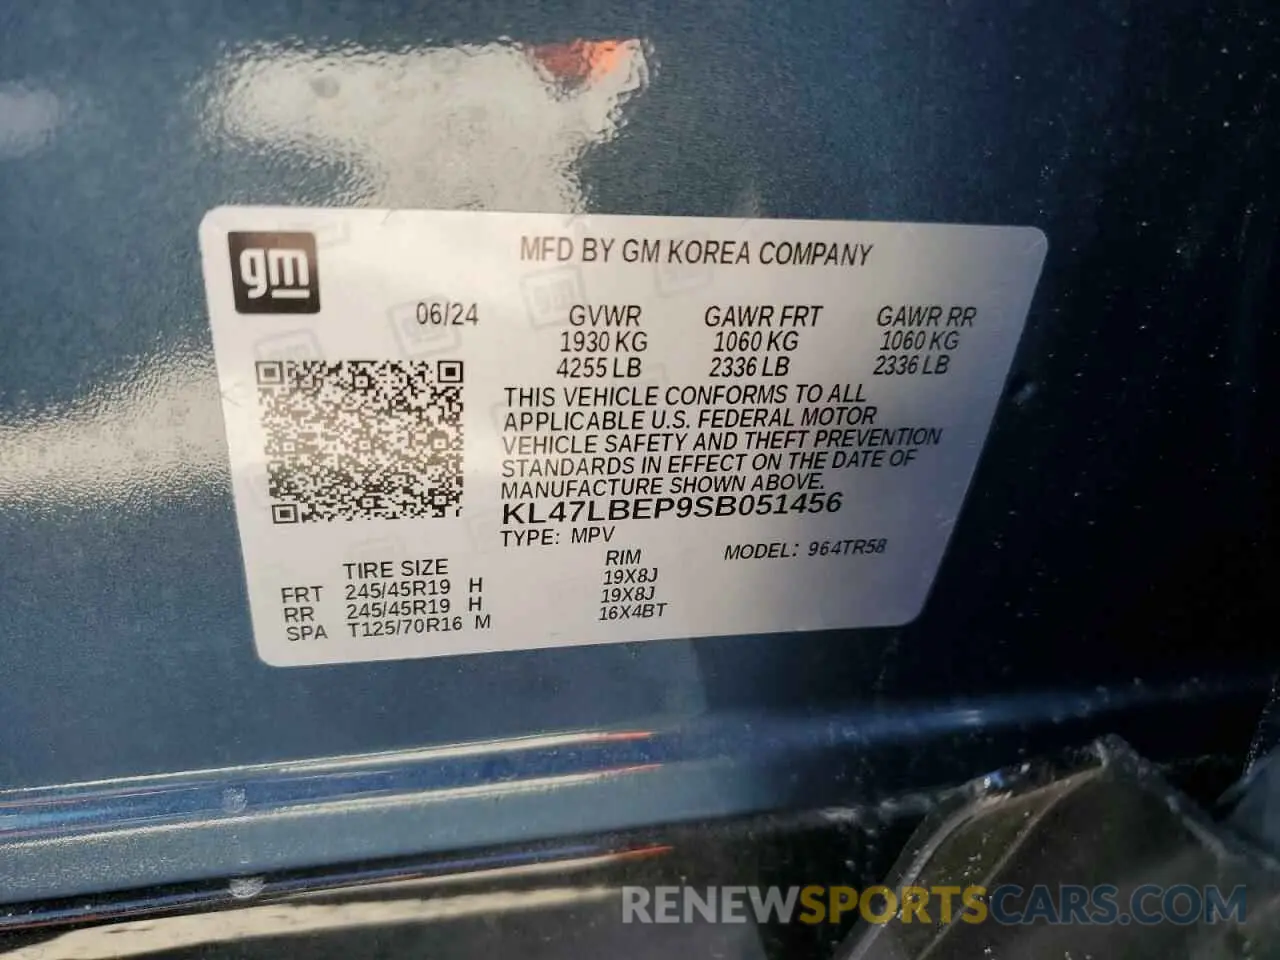 gm
MFD BY GM KOREA COMPANY
06/24 GVWR GAWR FRT GAWR RR
1930 KG 1060 KG 1060 KG
4255 LB 2336 LB 2336 LB
THIS VEHICLE CONFORMS TO ALL
APPLICABLE U.S. FEDERAL MOTOR
VEHICLE SAFETY AND THEFT PREVENTION
STANDARDS IN EFFECT ON THE DATE OF
MANUFACTURE SHOWN ABOVE.
KL47LBEP9SB051456
TYPE: MPV MODEL: 964TR58
TIRE SIZE RIM
FRT 245/45R19 H 19X8J
RR 245/45R19 H 19X8J
SPA T125/70R16 M 16X4BT
RENEWSPORTSCARS.COM